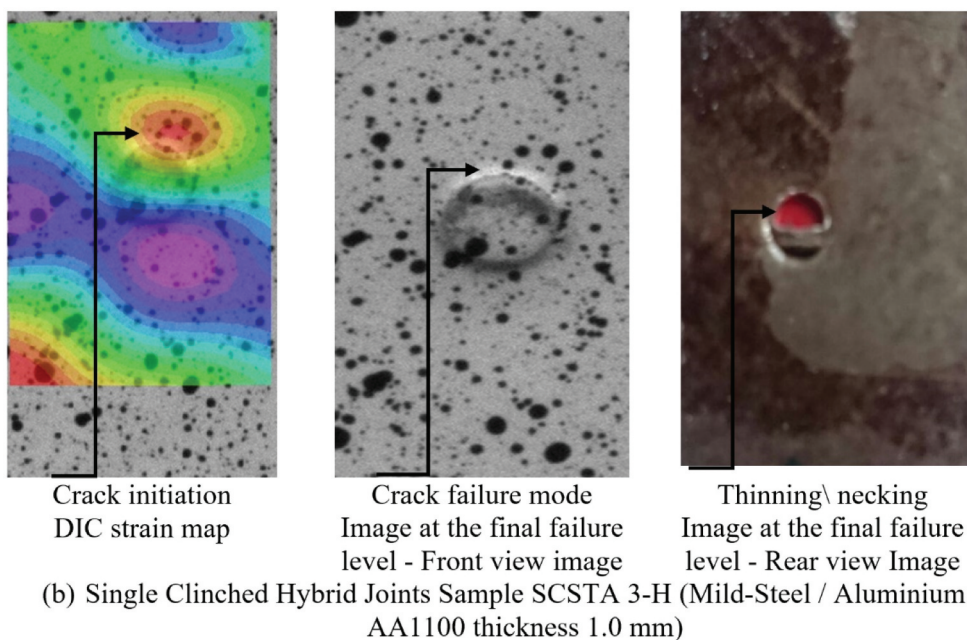 Crack initiation
DIC strain map
Crack failure mode
Image at the final failure
level - Front view image
Thinning\ necking
Image at the final failure
level - Rear view Image
(b) Single Clinched Hybrid Joints Sample SCSTA 3-H (Mild-Steel / Aluminium
AA1100 thickness 1.0 mm)